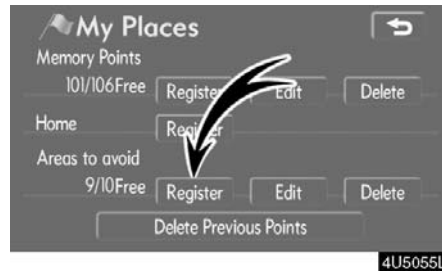 My Places
Memory Points
101/106Free Register Edit Delete
Home Register
Areas to avoid
9/10Free Register Edit Delete
Delete Previous Points
4U5055L